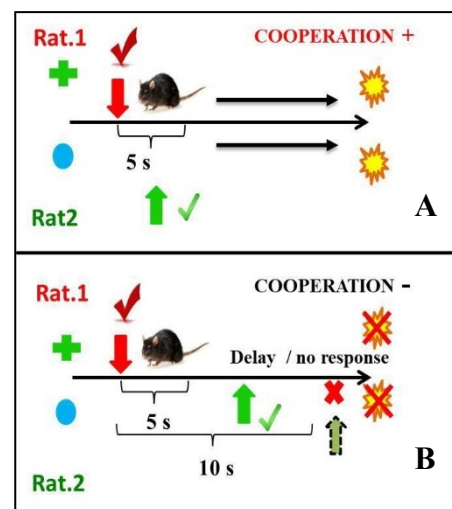 Rat.1
COOPERATION +
5 s
Rat2
A
Rat.1
COOPERATION -
Delay / no response
5 s
10 s
Rat.2
B